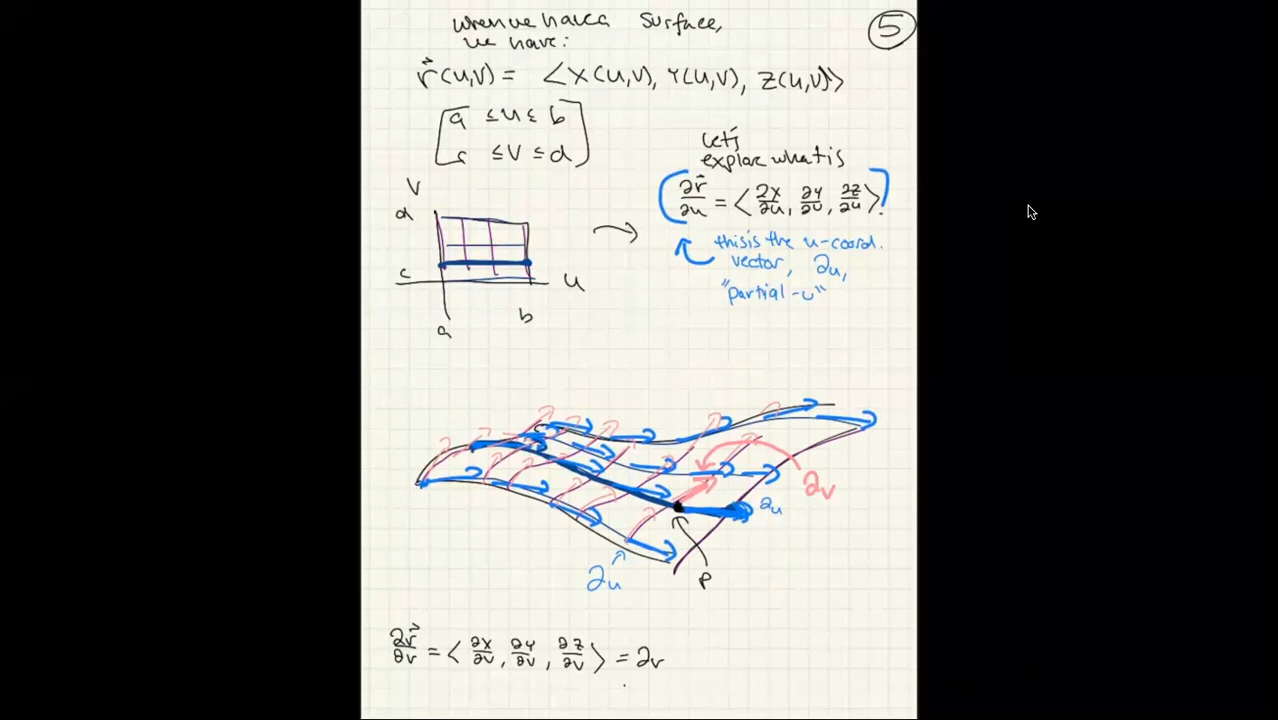 when we have a surface,
we have:
5
r⃗(u,v) = <x(u,v), y(u,v), z(u,v)>
a ≤ u ≤ b
c ≤ v ≤ d
let's
explore what is
∂r⃗/∂u = <∂x/∂u, ∂y/∂u, ∂z/∂u>.
this is the u-coord.
vector, ∂u,
"partial-u"
v
d
c
u
a
b
∂v
∂u
∂u
p
∂r⃗/∂v = <∂x/∂v, ∂y/∂v, ∂z/∂v> = ∂v